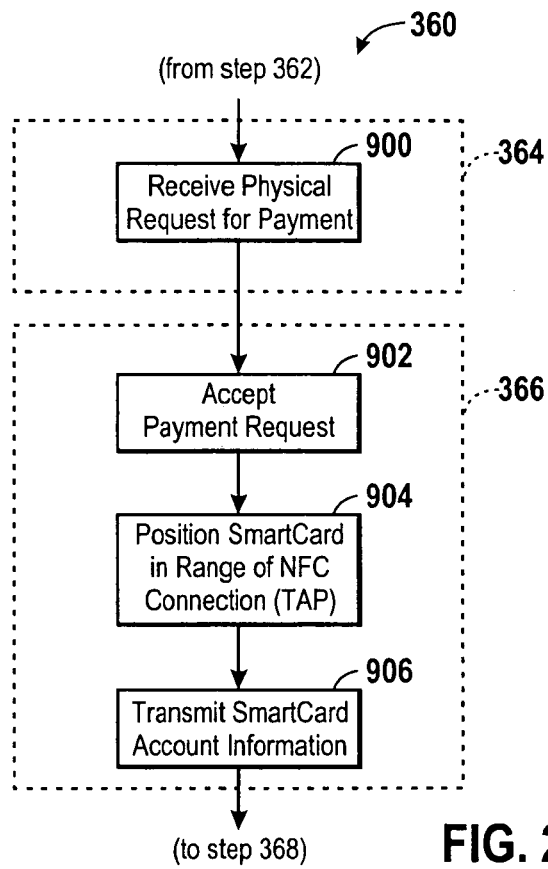 360
(from step 362)
900
364
Receive Physical
Request for Payment
902
366
Accept
Payment Request
904
Position SmartCard
in Range of NFC
Connection (TAP)
906
Transmit SmartCard
Account Information
(to step 368)
FIG.